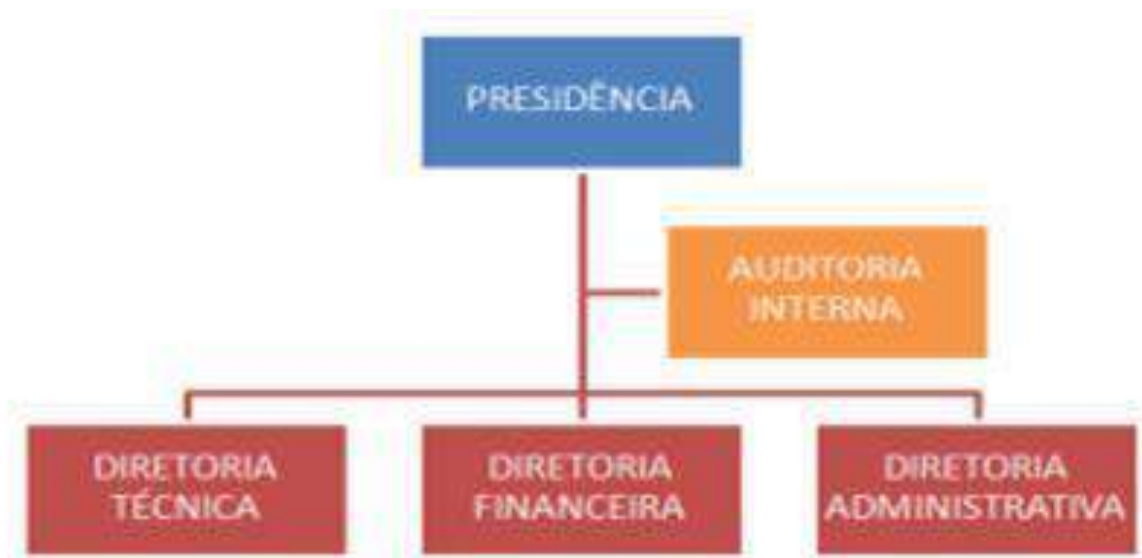 PRESIDÊNCIA
AUDITORIA
INTERNA
DIRETORIA
TÉCNICA
DIRETORIA
FINANCEIRA
DIRETORIA
ADMINISTRATIVA